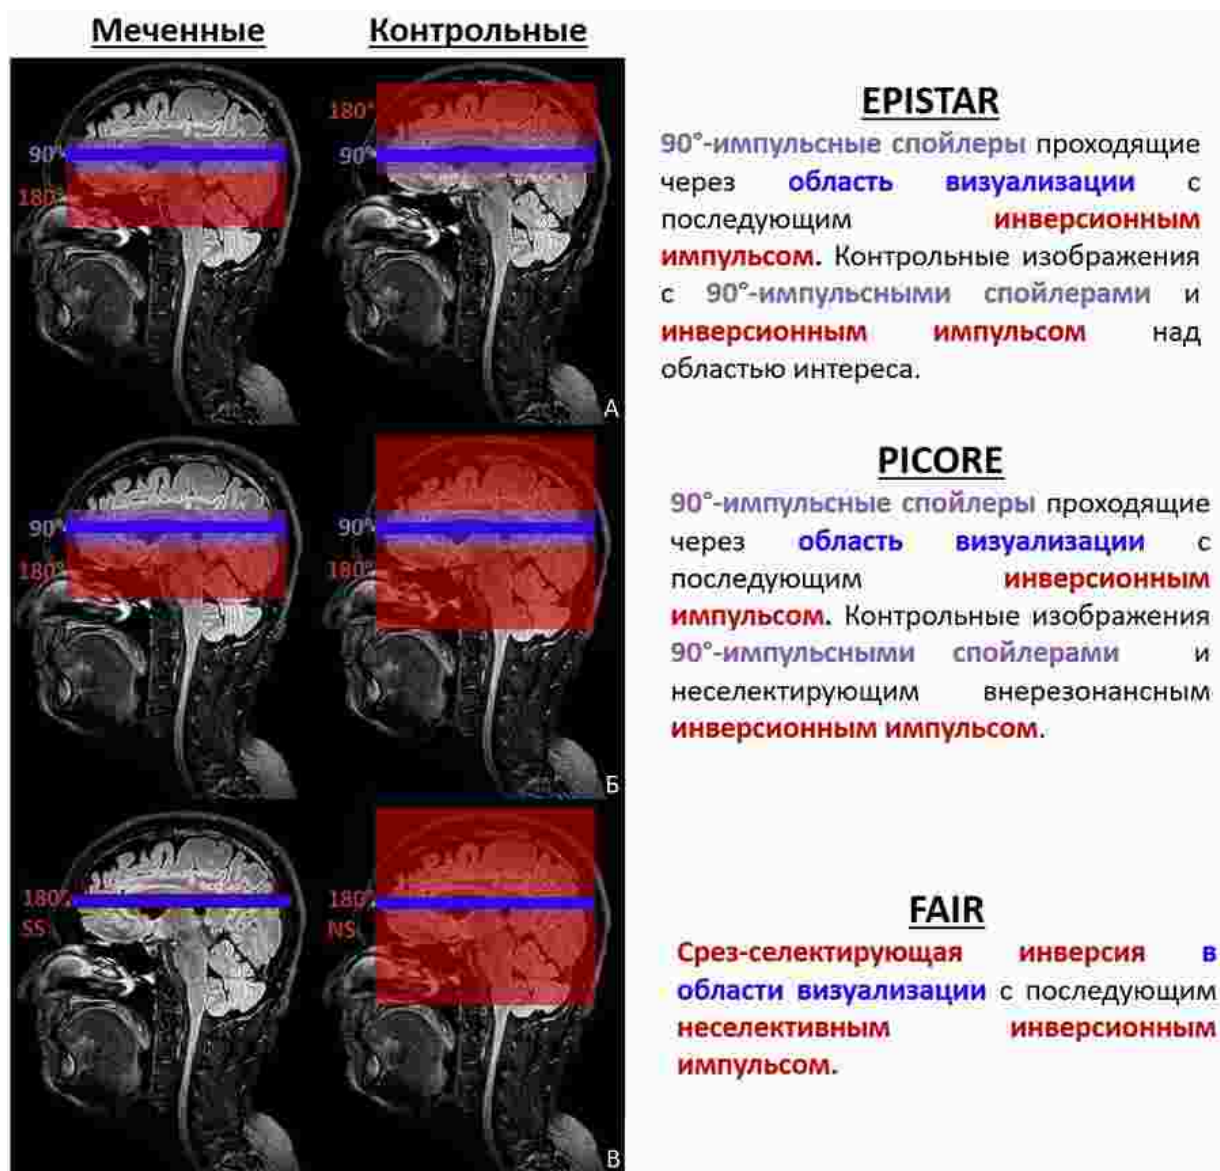 Меченные
Контрольные
180°
90°
90°
180°
А
EPISTAR
90°-импульсные спойлеры проходящие
через область визуализации с
последующим инверсионным
импульсом. Контрольные изображения
с 90°-импульсными спойлерами и
инверсионным импульсом над
областью интереса.
90°
90°
180°
180°
Б
PICORE
90°-импульсные спойлеры проходящие
через область визуализации с
последующим инверсионным
импульсом. Контрольные изображения
90°-импульсными спойлерами и
неселектирующим внерезонансным
инверсионным импульсом.
180°
SS
180°
NS
В
FAIR
Срез-селектирующая инверсия в
области визуализации с последующим
неселективным инверсионным
импульсом.